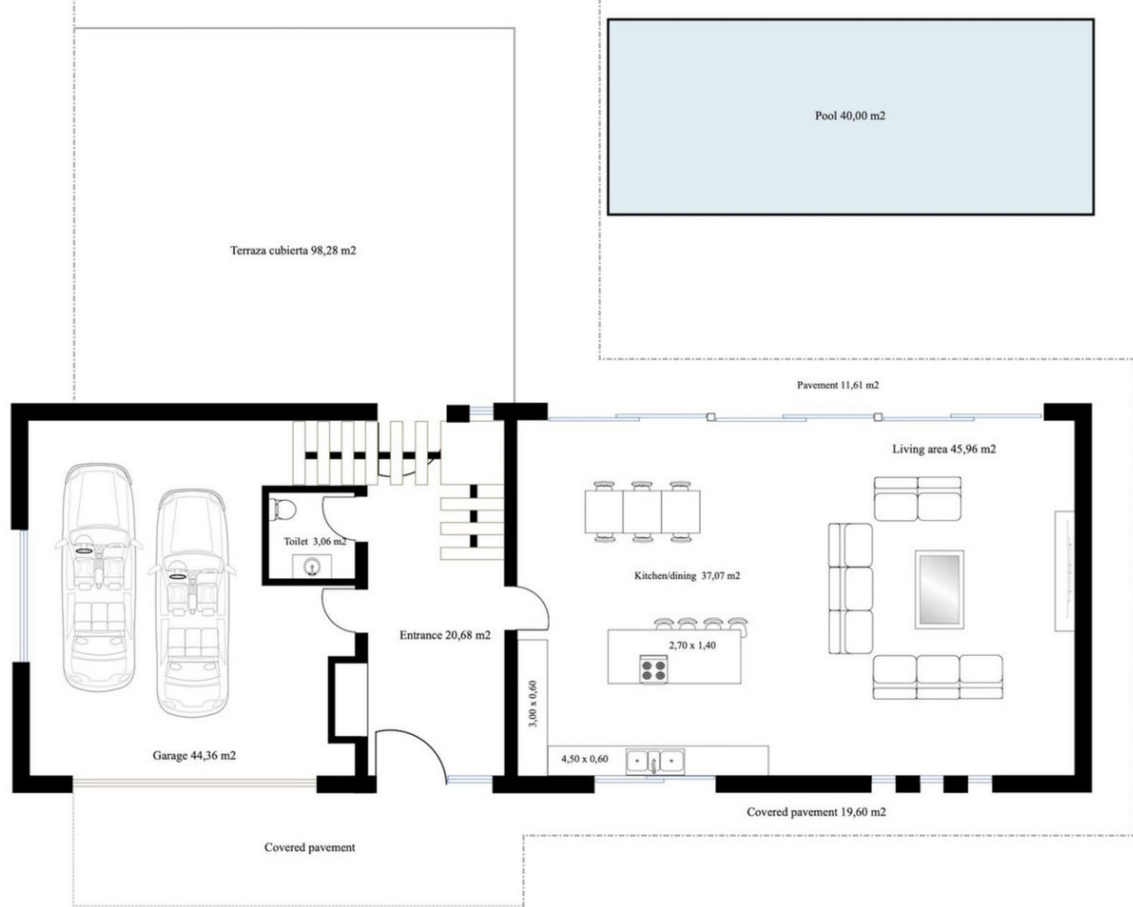 Pool 40,00 m2
Terraza cubierta 98,28 m2
Pavement 11,61 m2
Living area 45,96 m2
Toilet 3,06 m2
Kitchen/dining 37,07 m2
Entrance 20,68 m2
2,70 x 1,40
3,00 x 0,60
Garage 44,36 m2
4,50 x 0,60
Covered pavement 19,60 m2
Covered pavement